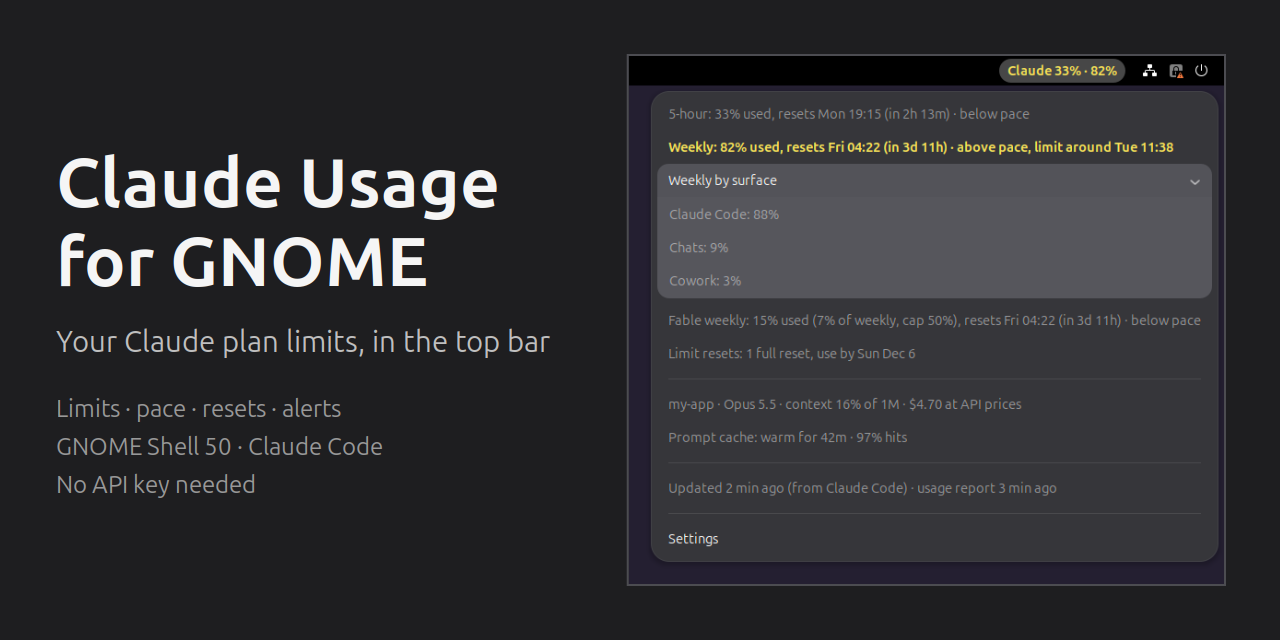 Claude Usage
for GNOME
Your Claude plan limits, in the top bar
Limits · pace · resets · alerts
GNOME Shell 50 · Claude Code
No API key needed
Claude 33% · 82%
5-hour: 33% used, resets Mon 19:15 (in 2h 13m) · below pace
Weekly: 82% used, resets Fri 04:22 (in 3d 11h) · above pace, limit around Tue 11:38
Weekly by surface
Claude Code: 88%
Chats: 9%
Cowork: 3%
Fable weekly: 15% used (7% of weekly, cap 50%), resets Fri 04:22 (in 3d 11h) · below pace
Limit resets: 1 full reset, use by Sun Dec 6
my-app · Opus 5.5 · context 16% of 1M · $4.70 at API prices
Prompt cache: warm for 42m · 97% hits
Updated 2 min ago (from Claude Code) · usage report 3 min ago
Settings